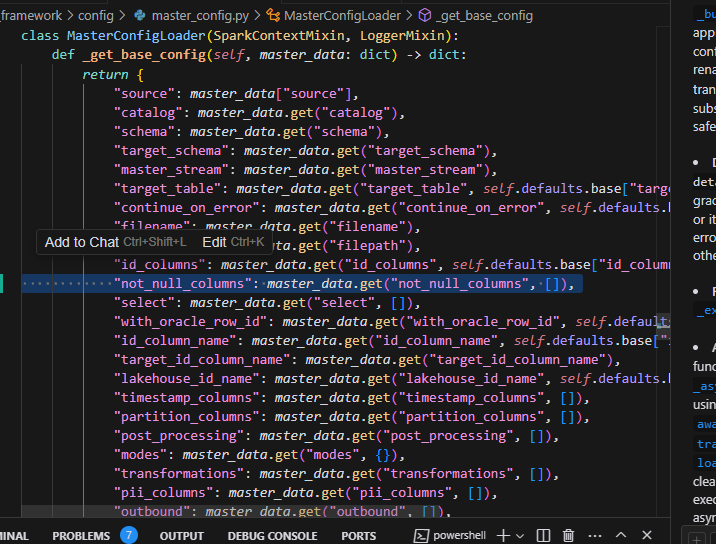 _framework > config > master_config.py > MasterConfigLoader > _get_base_config
class MasterConfigLoader(SparkContextMixin, LoggerMixin):
def _get_base_config(self, master_data: dict) -> dict:
return {
"source": master_data["source"],
"catalog": master_data.get("catalog"),
"schema": master_data.get("schema"),
"target_schema": master_data.get("target_schema"),
"master_stream": master_data.get("master_stream"),
"target_table": master_data.get("target_table", self.defaults.base["targe
"continue_on_error": master_data.get("continue_on_error", self.defaults.b
"filename": master_data.get("filename"),
Add to Chat Ctrl+Shift+L Edit Ctrl+K
ta.get("filepath"),
"id_columns": master_data.get("id_columns", self.defaults.base["id_colum
"not_null_columns": master_data.get("not_null_columns", []),
"select": master_data.get("select", []),
"with_oracle_row_id": master_data.get("with_oracle_row_id", self.default
"id_column_name": master_data.get("id_column_name", self.defaults.base["
"target_id_column_name": master_data.get("target_id_column_name"),
"lakehouse_id_name": master_data.get("lakehouse_id_name", self.defaults.b
"timestamp_columns": master_data.get("timestamp_columns", []),
"partition_columns": master_data.get("partition_columns", []),
"post_processing": master_data.get("post_processing", []),
"modes": master_data.get("modes", {}),
"transformations": master_data.get("transformations", []),
"pii_columns": master_data.get("pii_columns", []),
"outbound": master_data.get("outbound", []),
MINAL PROBLEMS 7 OUTPUT DEBUG CONSOLE PORTS powershell
_bu
app
conf
rena
tran
subs
safe
D
deta
grac
or it
erro
othe
F
_ex
A
func
_as
using
awa
tra
loa
clea
exec
asyn